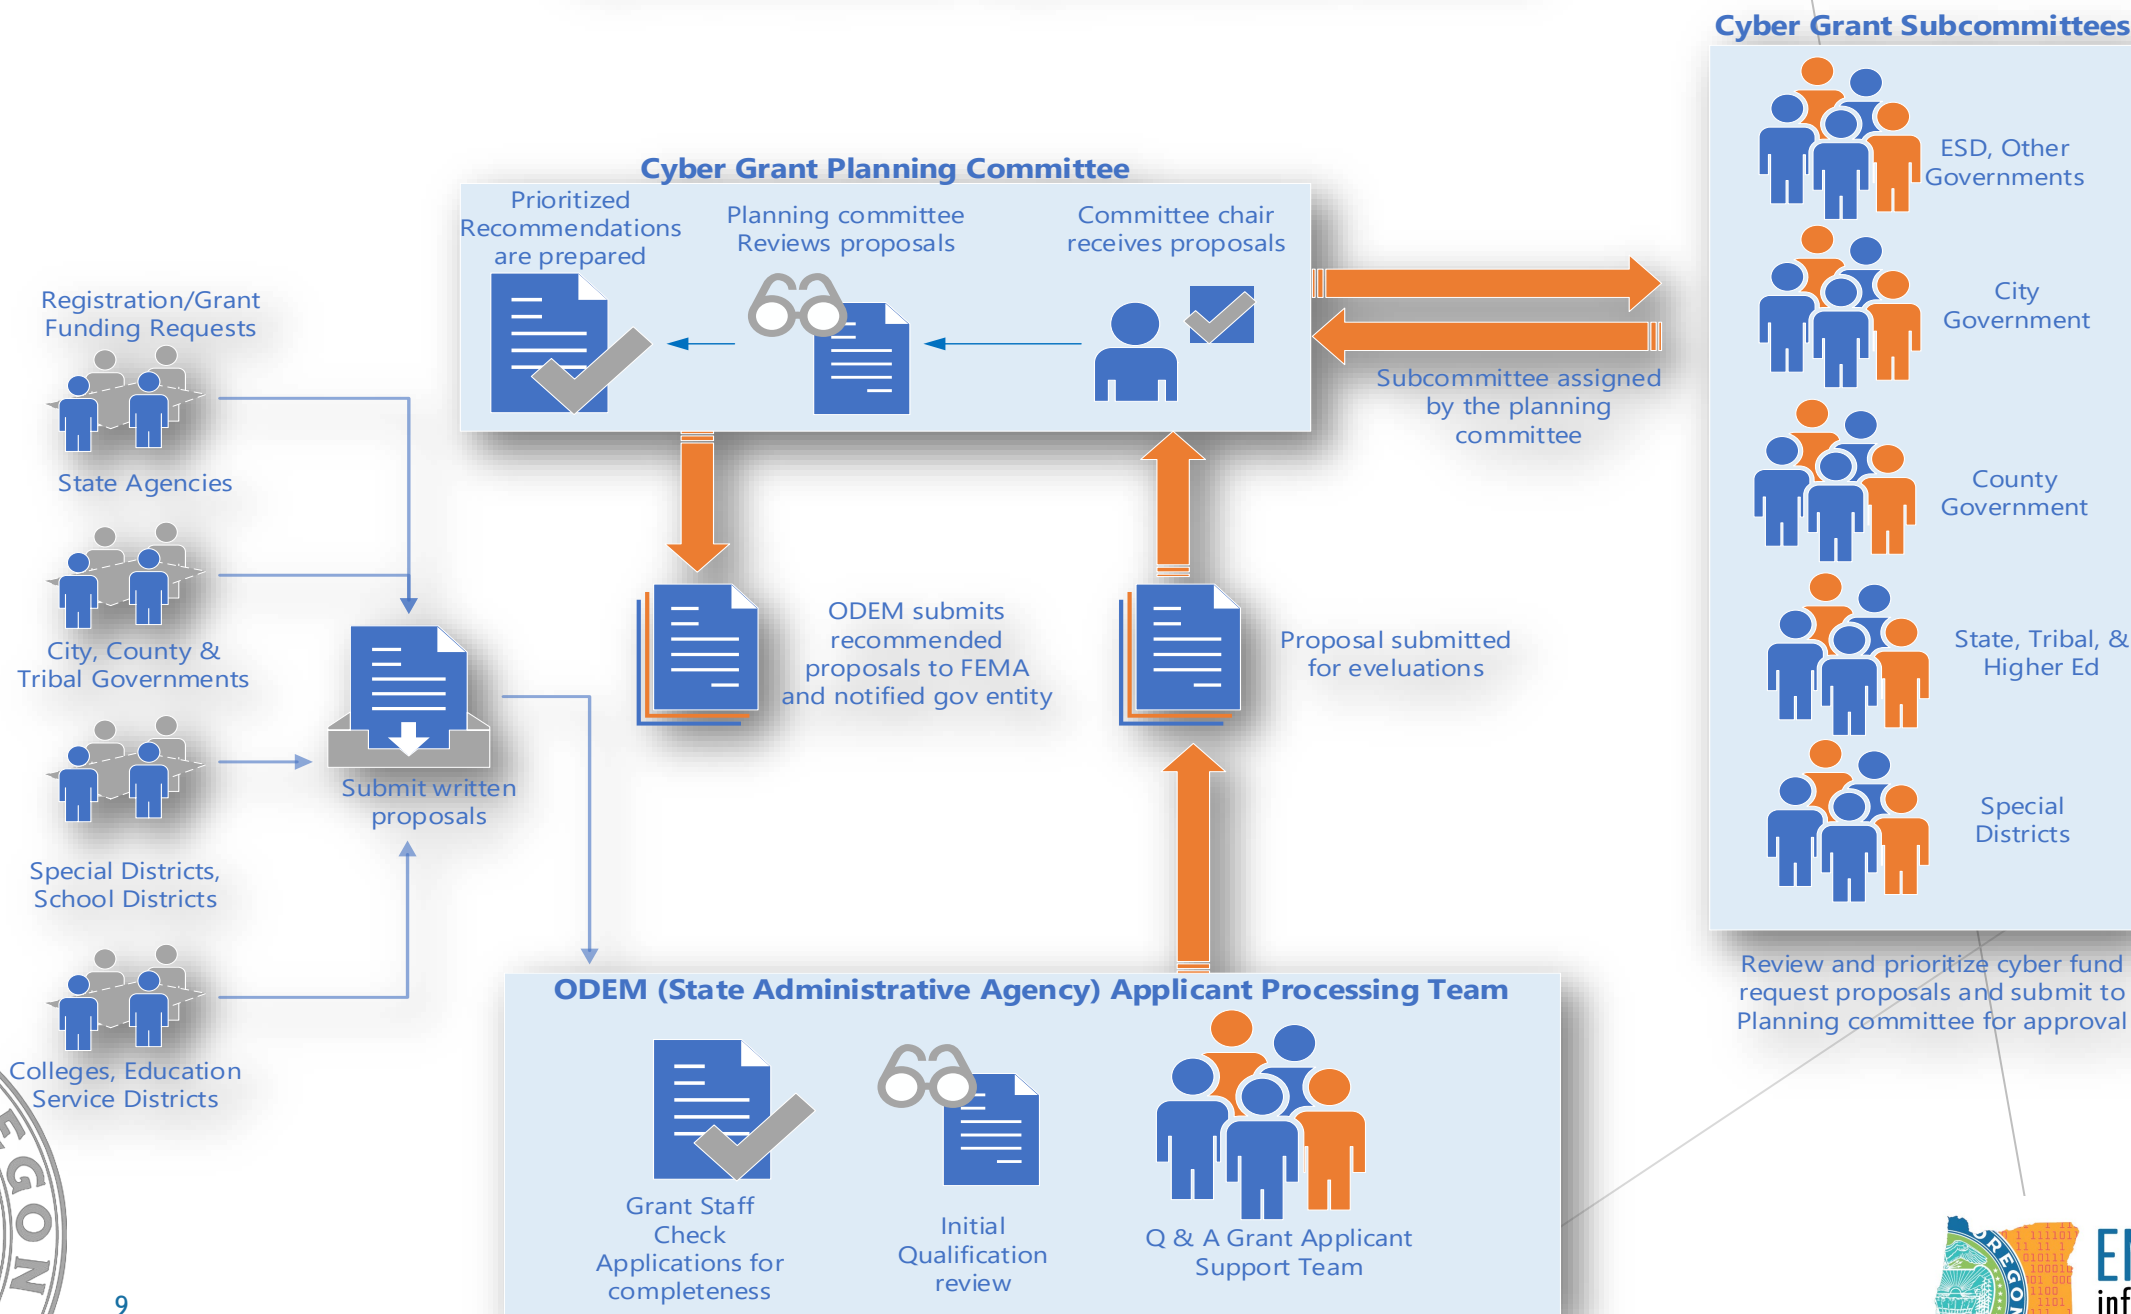 Cyber Grant Subcommittees
ESD, Other
Governments
City
Government
County
Government
State, Tribal, &
Higher Ed
Special
Districts
Review and prioritize cyber fund
request proposals and submit to
Planning committee for approval
Cyber Grant Planning Committee
Prioritized
Recommendations
are prepared
Planning committee
Reviews proposals
Committee chair
receives proposals
Subcommittee assigned
by the planning
committee
Registration/Grant
Funding Requests
State Agencies
City, County &
Tribal Governments
Special Districts,
School Districts
Colleges, Education
Service Districts
Submit written
proposals
ODEM submits
recommended
proposals to FEMA
and notified gov entity
Proposal submitted
for eveluations
ODEM (State Administrative Agency) Applicant Processing Team
Grant Staff
Check
Applications for
completeness
Initial
Qualification
review
Q & A Grant Applicant
Support Team
EGON
9
OREGON